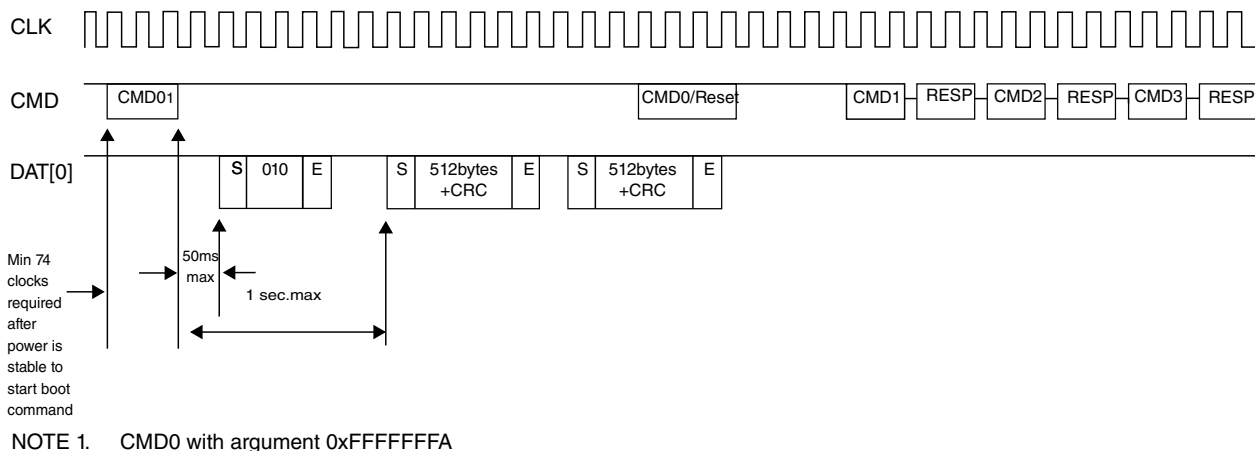 CLK
CMD
CMD01
CMD0/Reset
CMD1
RESP
CMD2
RESP
CMD3
RESP
DAT[0]
S
010
E
S
512bytes
+CRC
E
S
512bytes
+CRC
E
Min 74
clocks
required
after
power is
stable to
start boot
command
50ms
max
1 sec.max
NOTE 1. CMD0 with argument 0xFFFFFFFA